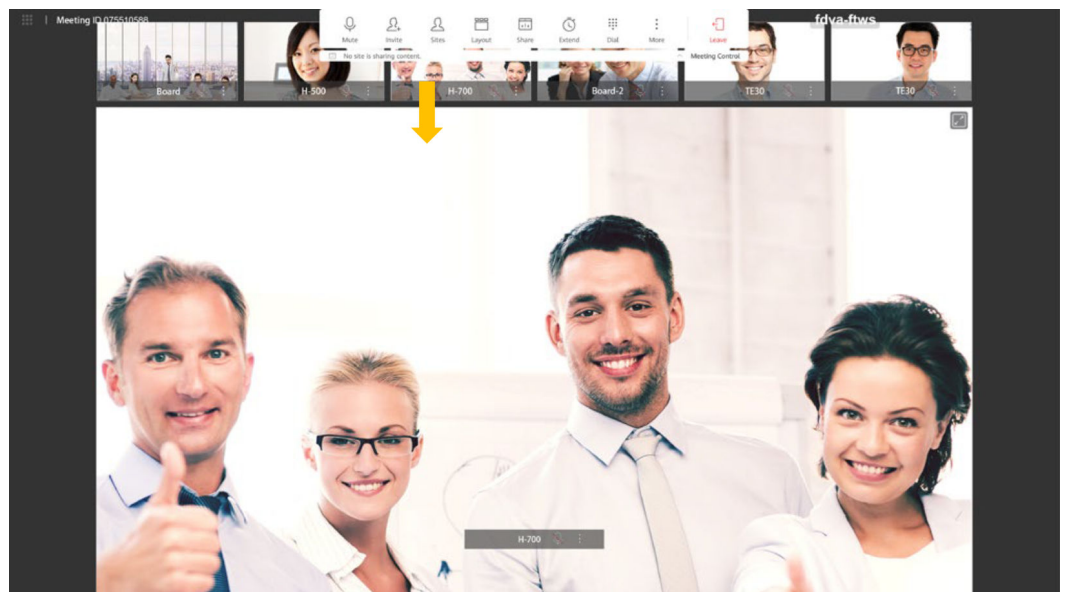 Meeting ID 075510588
fdva-ftws
Mute
Invite
Sites
Layout
Share
Extend
Dial
More
Leave
No site is sharing content.
Meeting Control
Board
H-500
H-700
Board-2
TE30
TE30
H-700